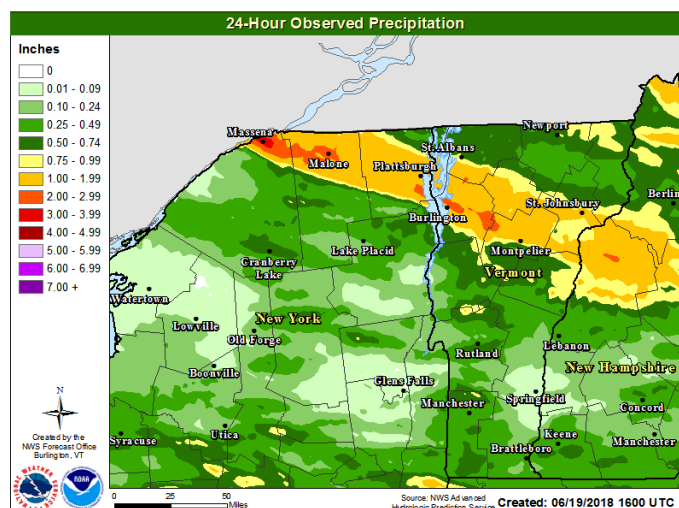 24-Hour Observed Precipitation
Inches
0
0.01 - 0.09
0.10 - 0.24
0.25 - 0.49
0.50 - 0.74
0.75 - 0.99
1.00 - 1.99
2.00 - 2.99
3.00 - 3.99
4.00 - 4.99
5.00 - 5.99
6.00 - 6.99
7.00 +
Massena
Malone
Plattsburgh
St. Albans
Newport
Burlington
St. Johnsbury
Berlin
Lake Placid
Montpelier
Cranberry
Lake
Vermont
Watertown
Lowville
New York
Old Forge
Rutland
Lebanon
Boonville
New Hampshire
Glens Falls
Manchester
Springfield
Concord
Syracuse
Utica
Keene
Manchester
Brattleboro
N
Created by the
NWS Forecast Office
Burlington, VT
NATIONAL WEATHER SERVICE
NOAA
0 25 50
Miles
Source: NWS Advanced
Hydrologic Prediction Service
Created: 06/19/2018 1600 UTC